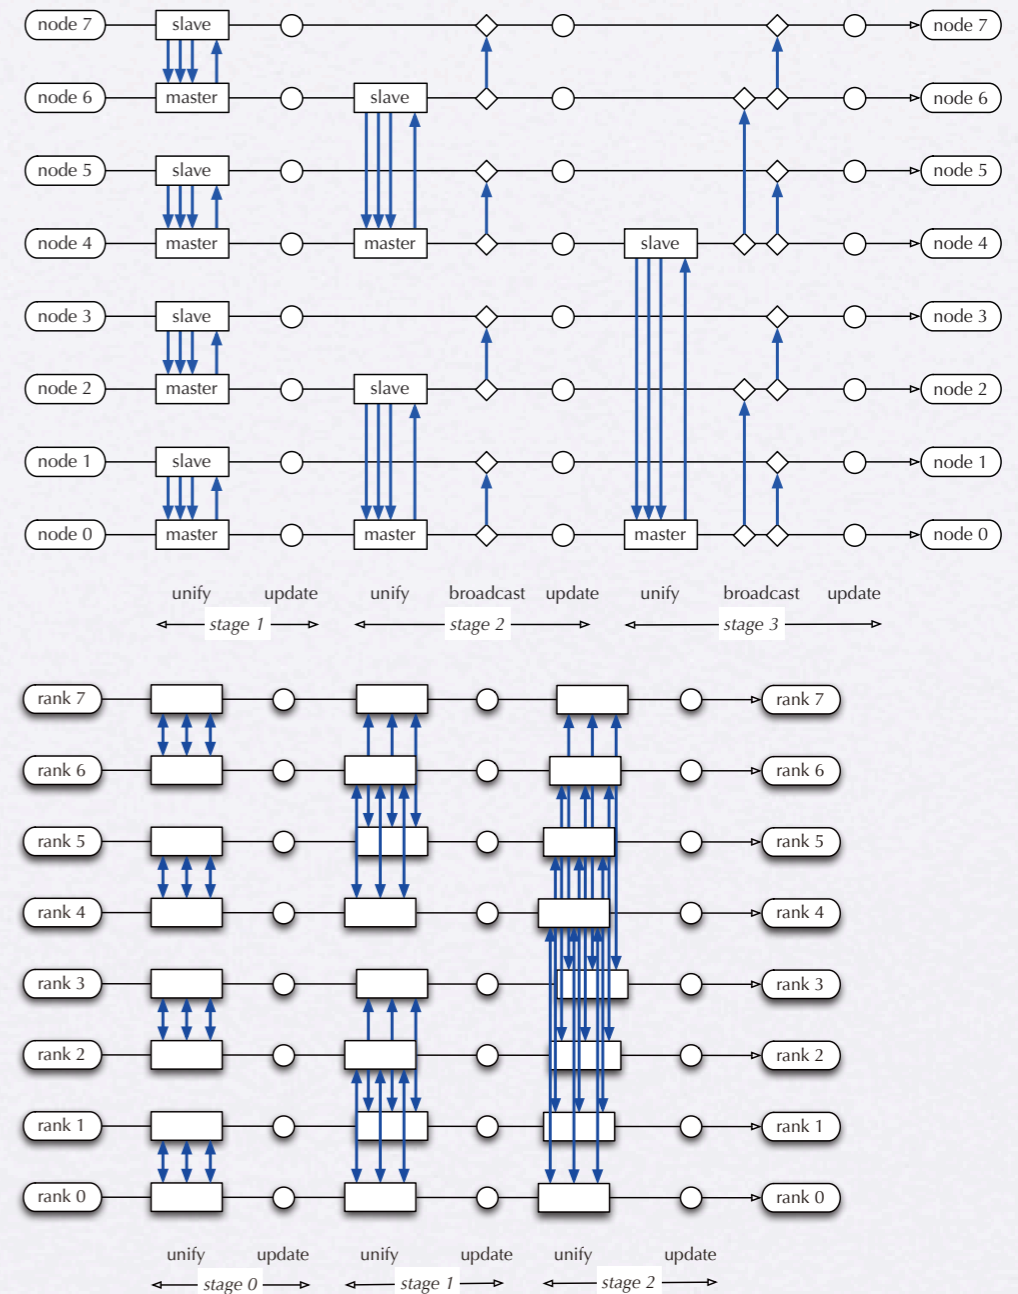 node 7 slave node 7
node 6 master slave node 6
node 5 slave node 5
node 4 master master slave node 4
node 3 slave node 3
node 2 master slave node 2
node 1 slave node 1
node 0 master master master node 0
unify update unify broadcast update unify broadcast update
stage 1 stage 2 stage 3
rank 7 rank 7
rank 6 rank 6
rank 5 rank 5
rank 4 rank 4
rank 3 rank 3
rank 2 rank 2
rank 1 rank 1
rank 0 rank 0
unify update unify update unify update
stage 0 stage 1 stage 2